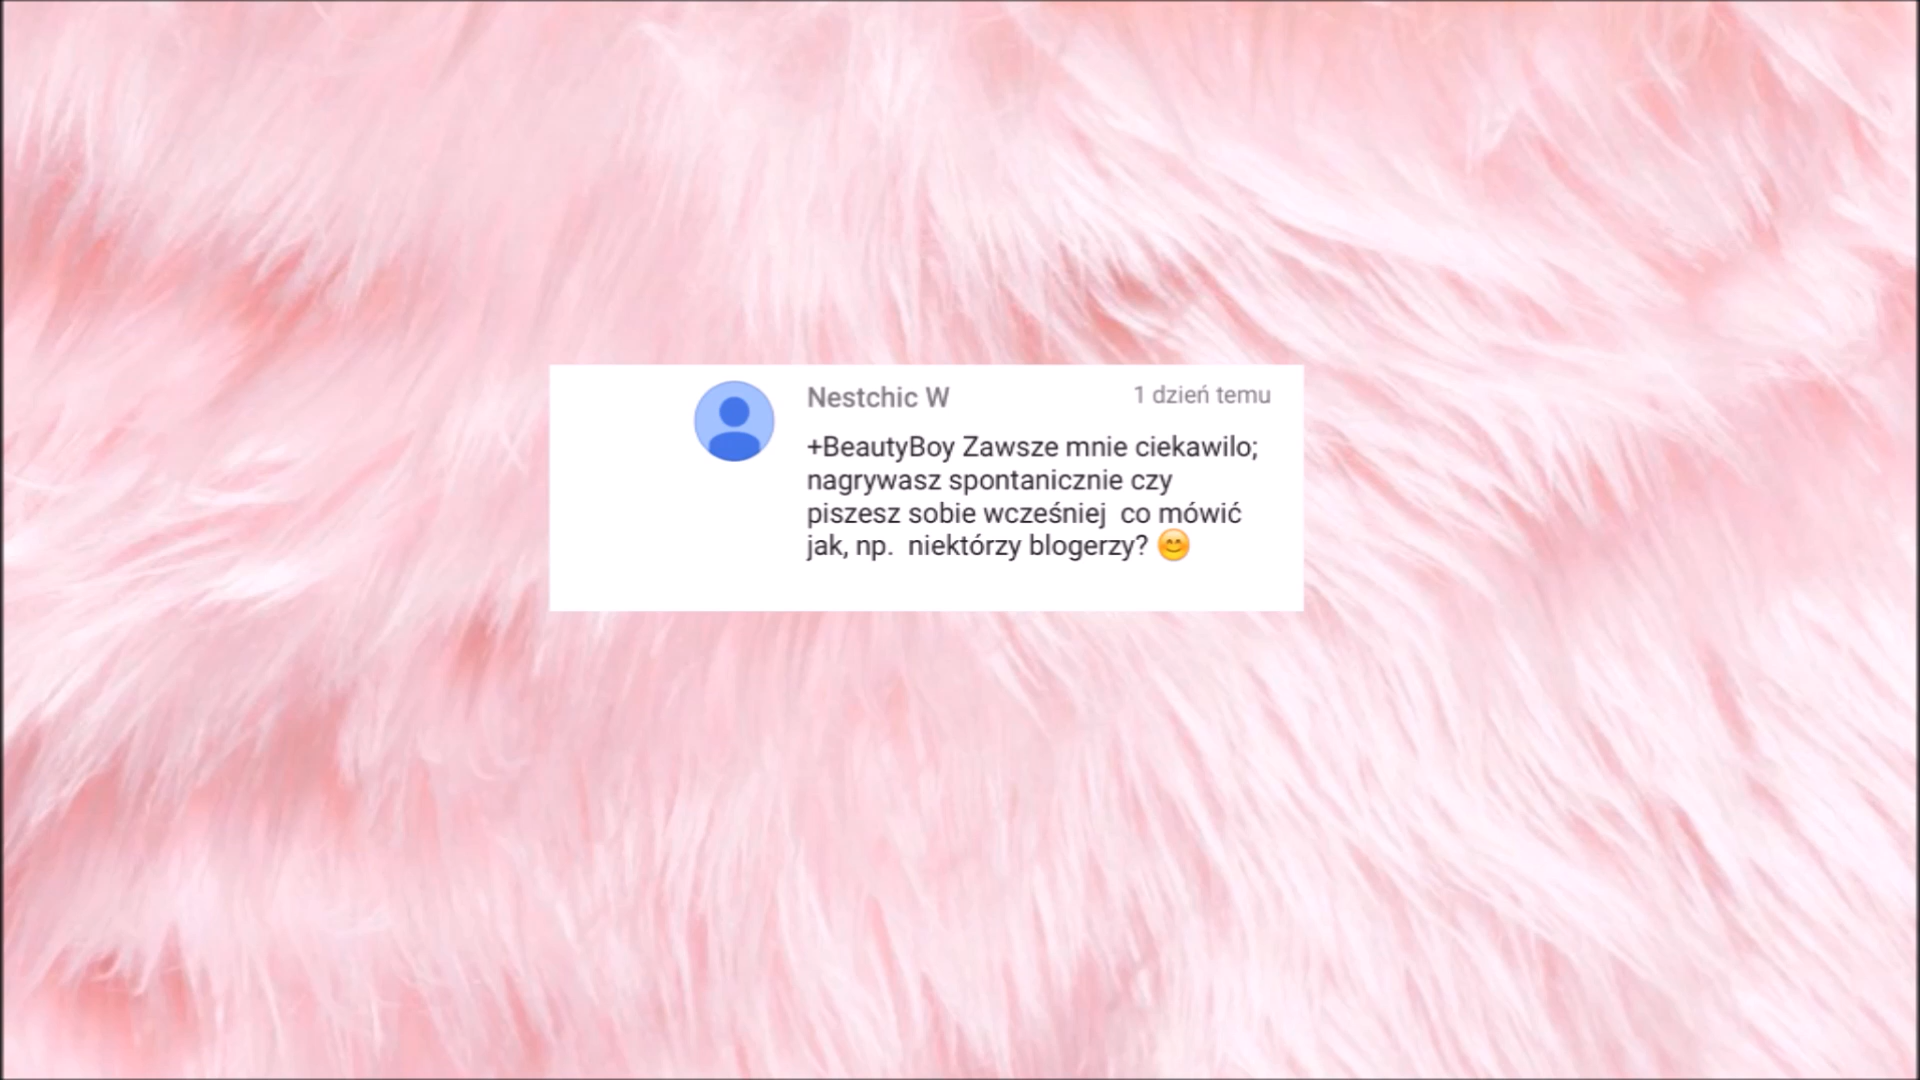 Nestchic W 1 dzień temu
+BeautyBoy Zawsze mnie ciekawilo;
nagrywasz spontanicznie czy
piszesz sobie wcześniej  co mówić
jak, np.  niektórzy blogerzy? 😊